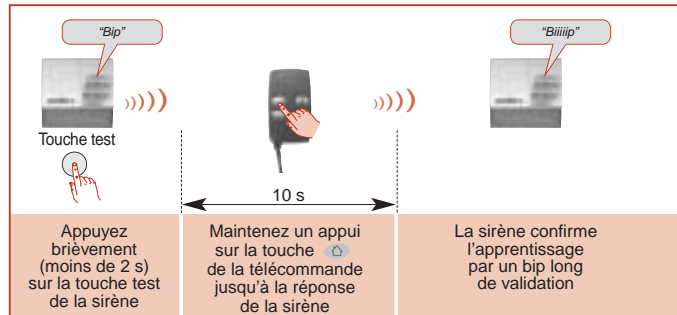 “Bip”
“Biiiiip”
Touche test
10 s
Appuyez
brièvement
(moins de 2 s)
sur la touche test
de la sirène
Maintenez un appui
sur la touche
de la télécommande
jusqu’à la réponse
de la sirène
La sirène confirme
l’apprentissage
par un bip long
de validation